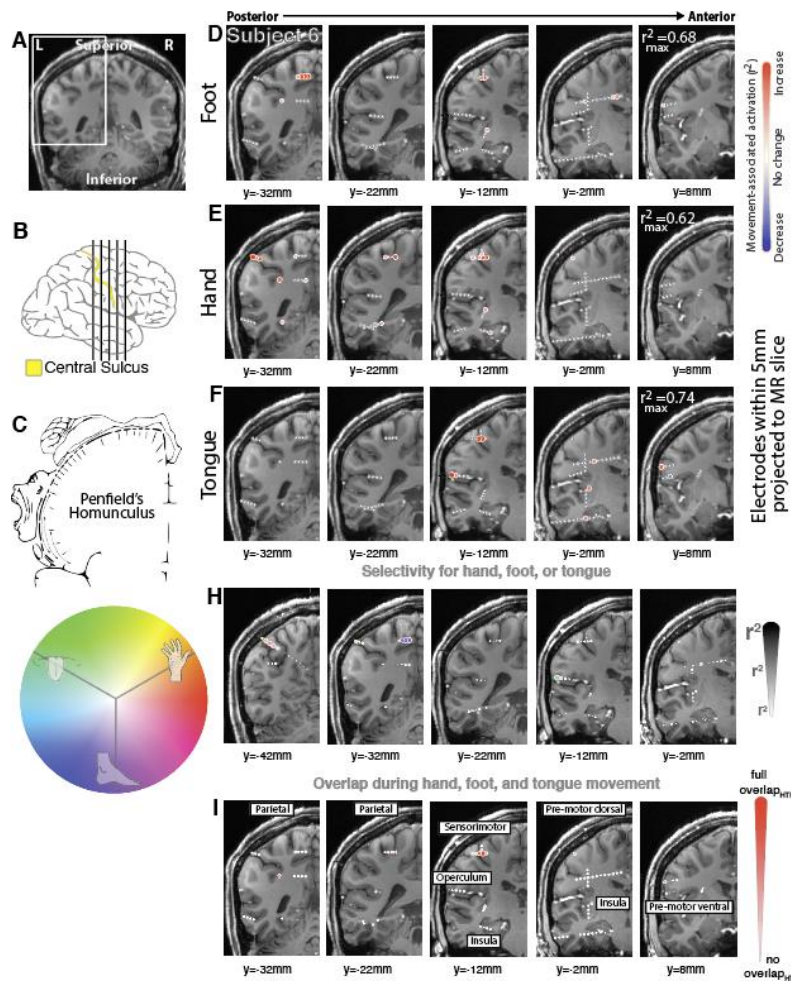 Posterior
Anterior
A
L
Superior
R
Inferior
B
Central Sulcus
C
Penfield's
Homunculus
D
Subject 6
r²max=0.68
Foot
y=-32mm
y=-22mm
y=-12mm
y=-2mm
y=8mm
E
r²max=0.62
Hand
y=-32mm
y=-22mm
y=-12mm
y=-2mm
y=8mm
F
r²max=0.74
Tongue
y=-32mm
y=-22mm
y=-12mm
y=-2mm
y=8mm
Movement-associated activation (r²)
Increase
No change
Decrease
Electrodes within 5mm
projected to MR slice
Selectivity for hand, foot, or tongue
H
y=-42mm
y=-32mm
y=-22mm
y=-12mm
y=-2mm
r²
r²
r²
Overlap during hand, foot, and tongue movement
I
Parietal
Parietal
Sensorimotor
Operculum
Insula
Pre-motor dorsal
Insula
Pre-motor ventral
y=-32mm
y=-22mm
y=-12mm
y=-2mm
y=8mm
full
overlap
no
overlap